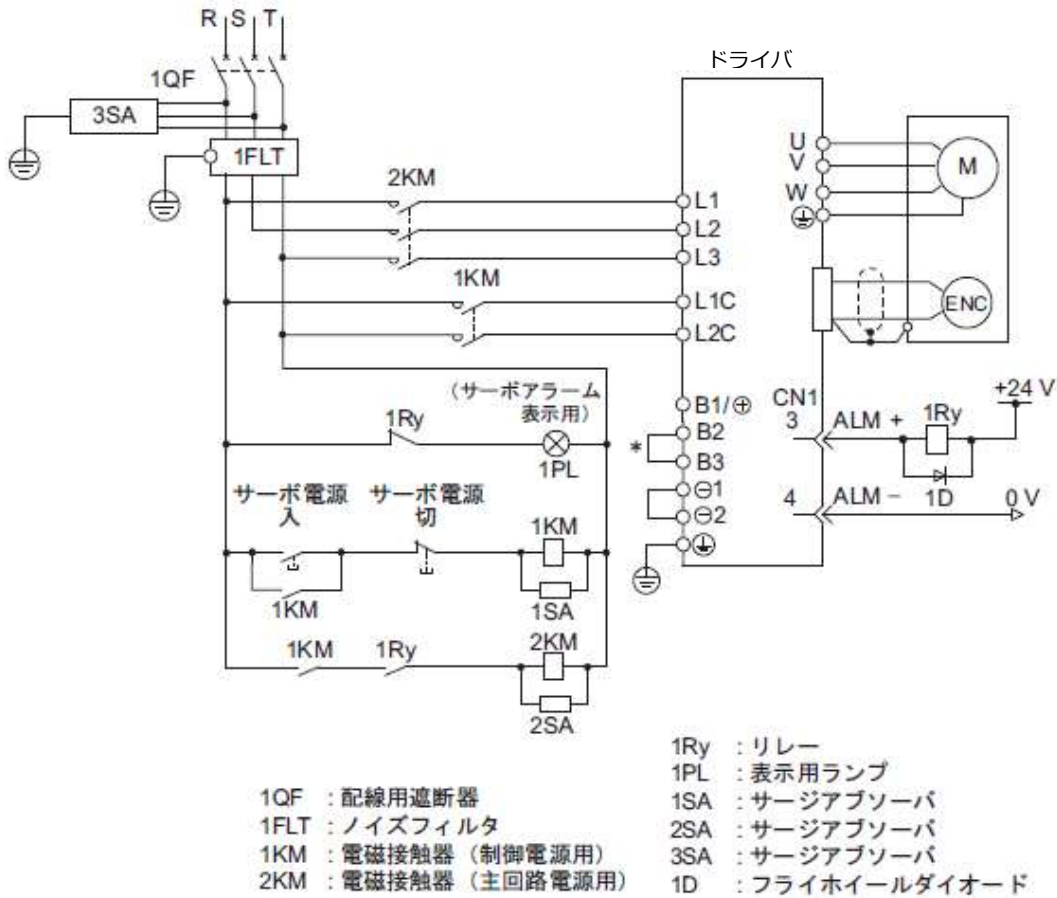 R S T
ドライバ
1QF
3SA
1FLT
U
V
W
M
2KM
L1
L2
L3
1KM
L1C
L2C
ENC
(サーボアラーム
表示用)
1Ry
1PL
B1/⊕
B2
B3
*
⊖1
⊖2
CN1
3
ALM +
1Ry
+24 V
1D
4
ALM −
0 V
サーボ電源
入
サーボ電源
切
1KM
1KM
1SA
1KM
1Ry
2KM
2SA
1QF : 配線用遮断器
1FLT : ノイズフィルタ
1KM : 電磁接触器(制御電源用)
2KM : 電磁接触器(主回路電源用)
1Ry : リレー
1PL : 表示用ランプ
1SA : サージアブソーバ
2SA : サージアブソーバ
3SA : サージアブソーバ
1D : フライホイールダイオード